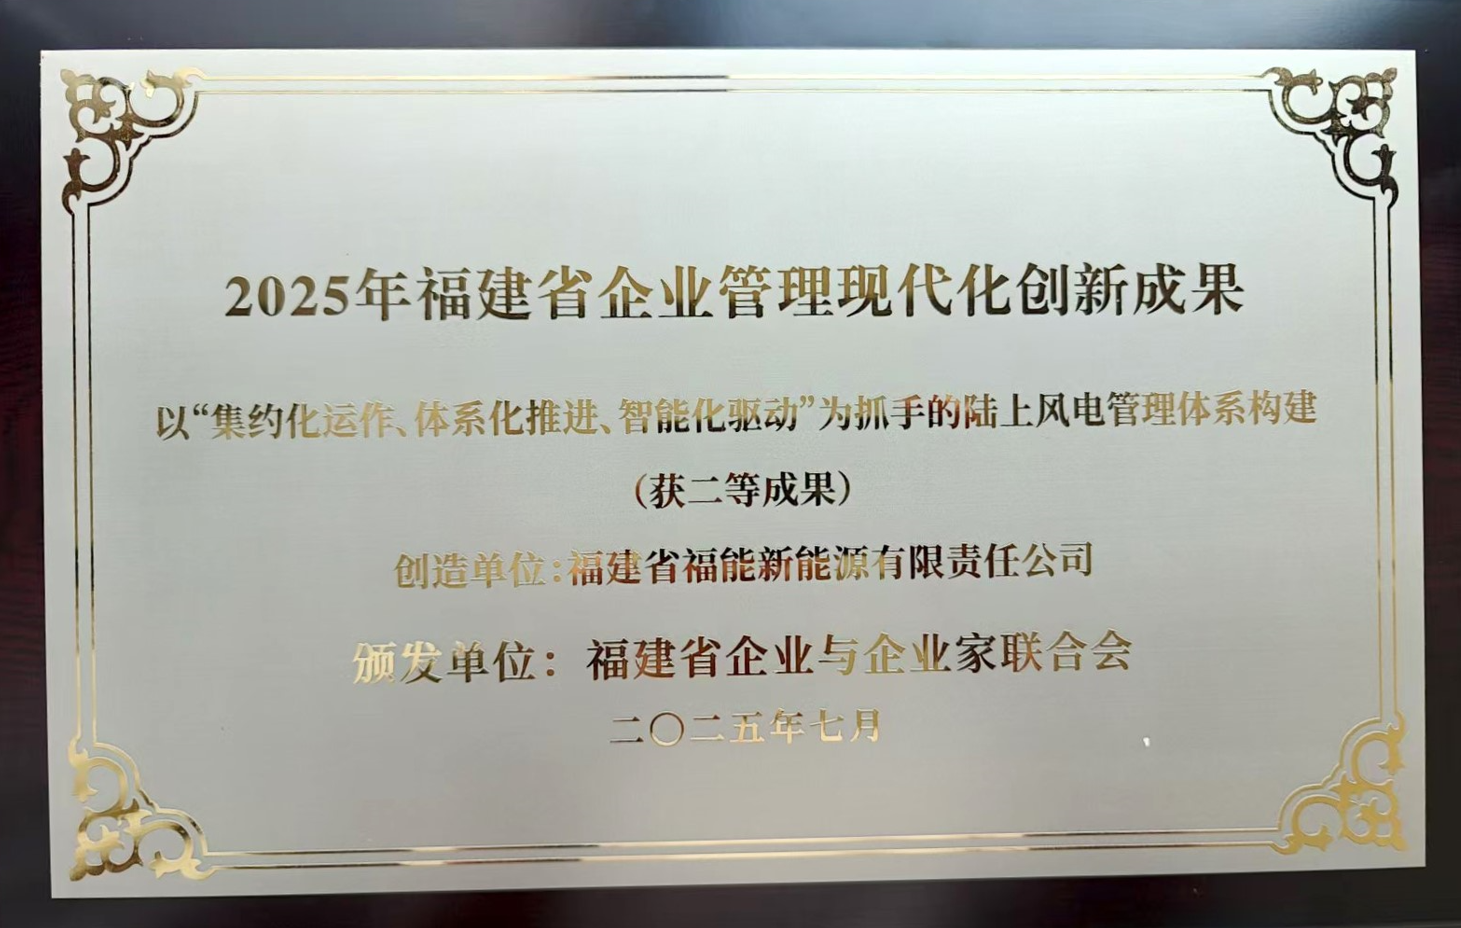 2025年福建省企业管理现代化创新成果
以“集约化运作、体系化推进、智能化驱动”为抓手的陆上风电管理体系构建
（获二等成果）
创造单位：福建省福能新能源有限责任公司
颁发单位：福建省企业与企业家联合会
二〇二五年七月